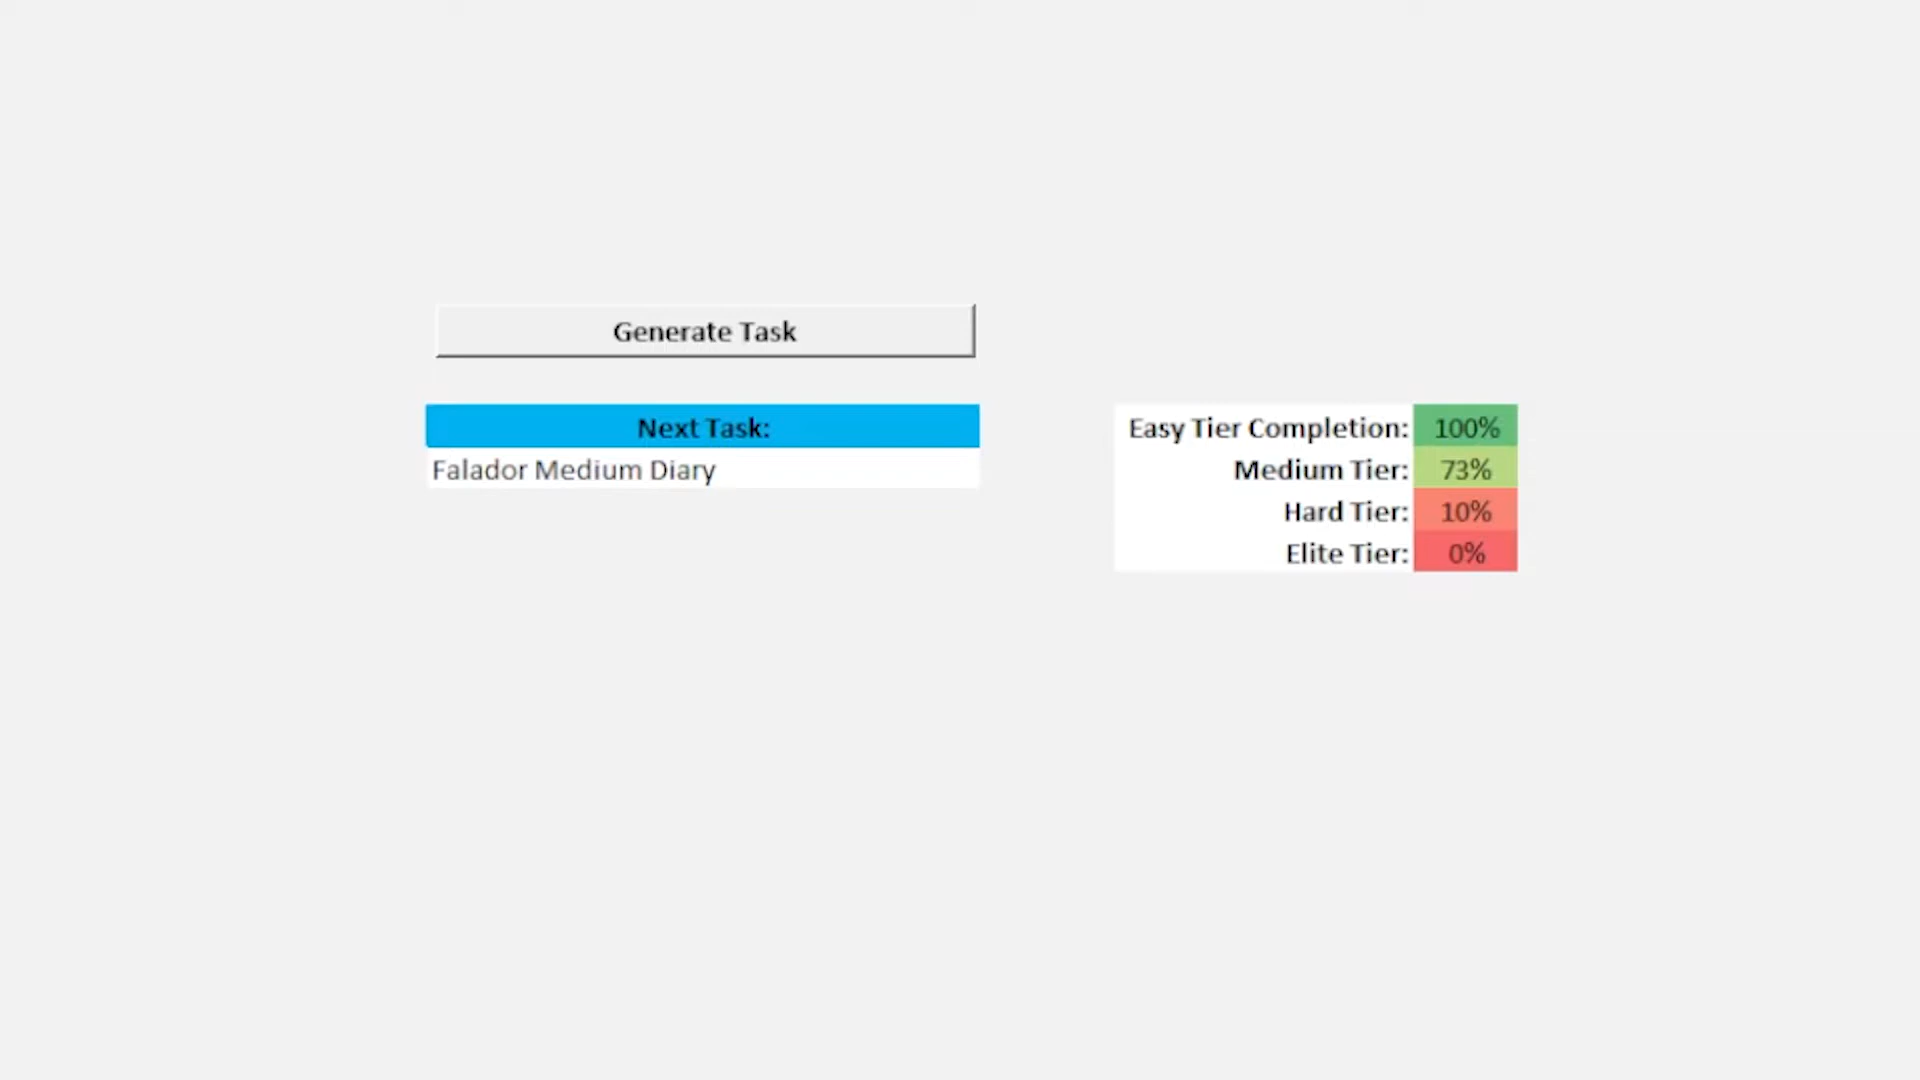 Generate Task
Next Task:
Falador Medium Diary
Easy Tier Completion: 100%
Medium Tier: 73%
Hard Tier: 10%
Elite Tier: 0%